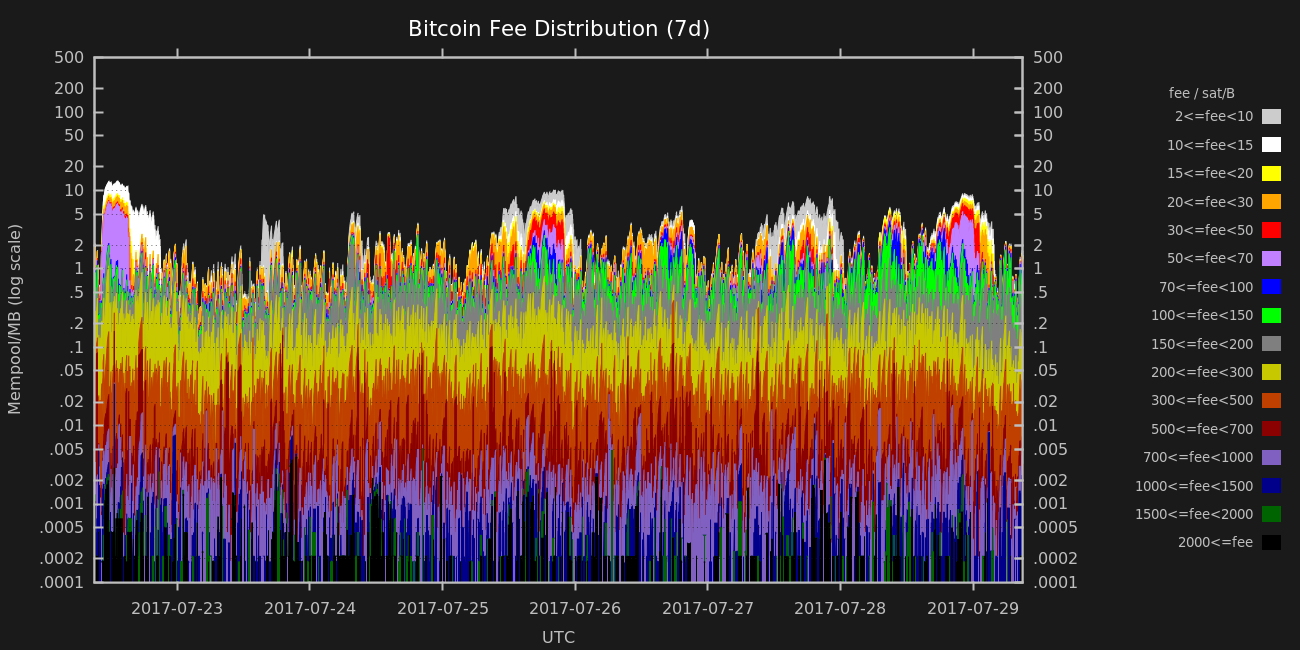 Bitcoin Fee Distribution (7d)
Mempool/MB (log scale)
500
200
100
50
20
10
5
2
1
.5
.2
.1
.05
.02
.01
.005
.002
.001
.0005
.0002
.0001
500
200
100
50
20
10
5
2
1
.5
.2
.1
.05
.02
.01
.005
.002
.001
.0005
.0002
.0001
2017-07-23 2017-07-24 2017-07-25 2017-07-26 2017-07-27 2017-07-28 2017-07-29
UTC
fee / sat/B
2<=fee<10
10<=fee<15
15<=fee<20
20<=fee<30
30<=fee<50
50<=fee<70
70<=fee<100
100<=fee<150
150<=fee<200
200<=fee<300
300<=fee<500
500<=fee<700
700<=fee<1000
1000<=fee<1500
1500<=fee<2000
2000<=fee